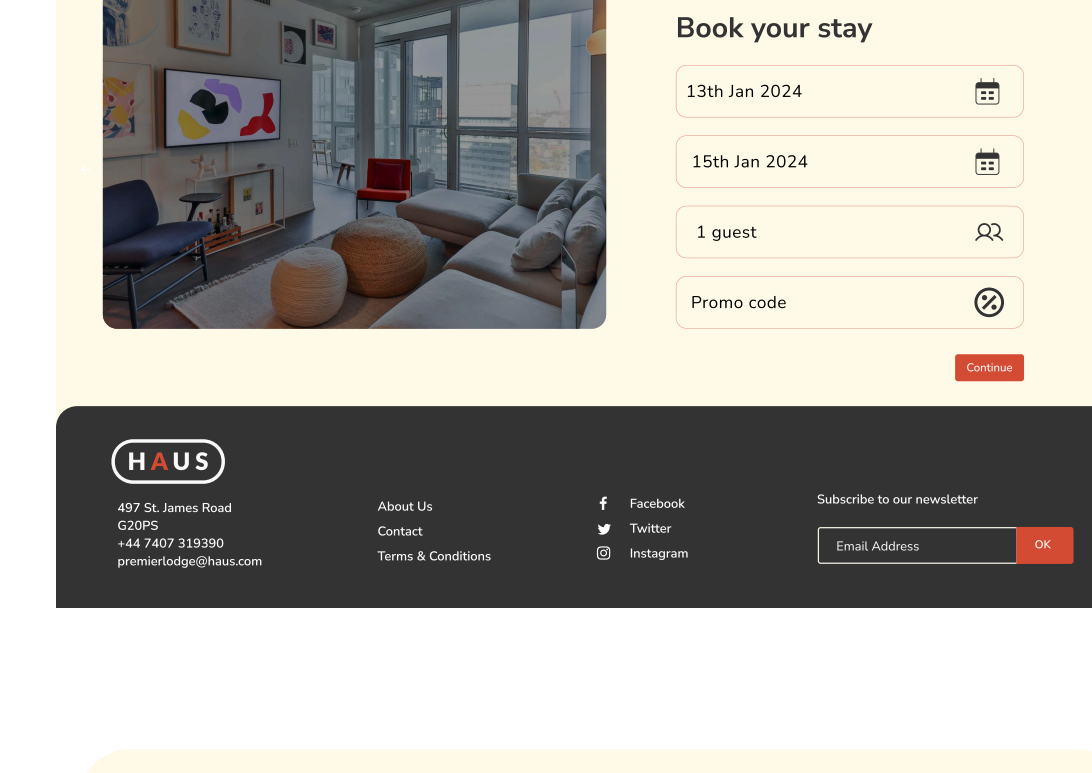 Book your stay
13th Jan 2024
15th Jan 2024
1 guest
Promo code
Continue
HAUS
497 St. James Road
G20PS
+44 7407 319390
premierlodge@haus.com
About Us
Contact
Terms & Conditions
Facebook
Twitter
Instagram
Subscribe to our newsletter
Email Address
OK